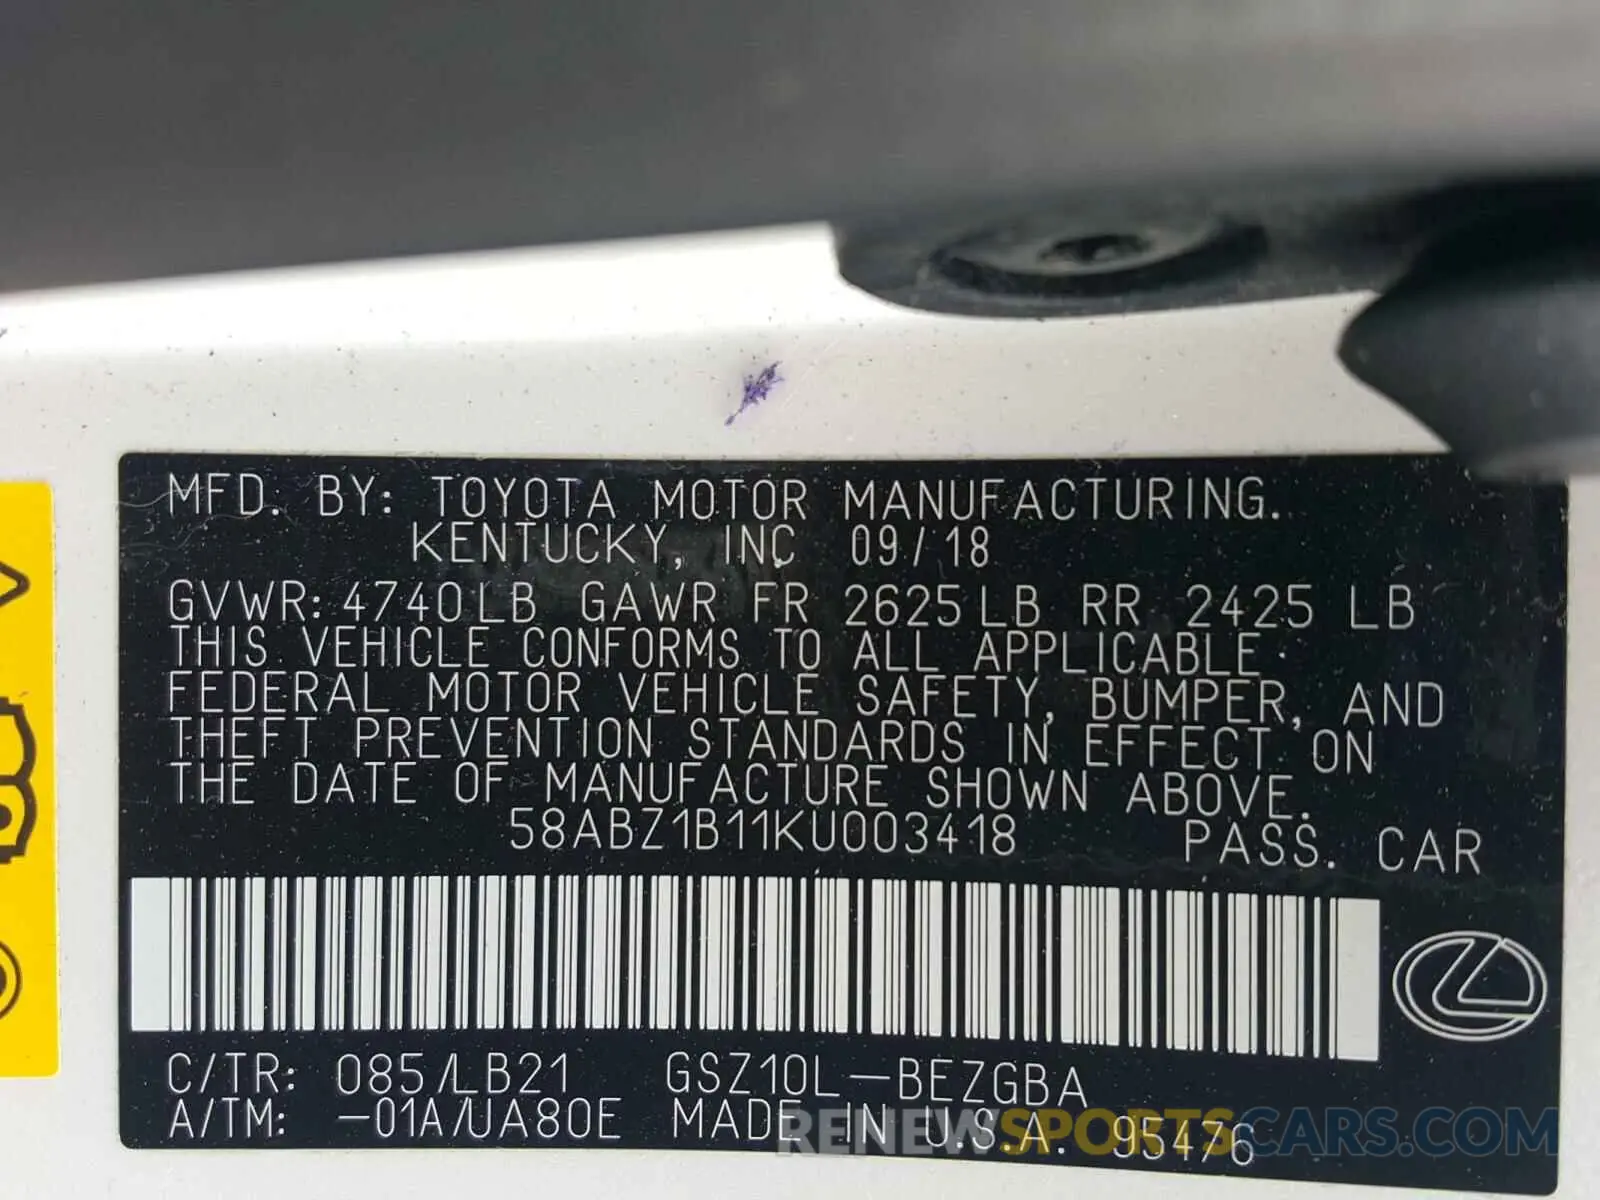 MFD. BY: TOYOTA MOTOR MANUFACTURING.
KENTUCKY, INC 09/18
GVWR: 4740LB GAWR FR 2625LB RR 2425 LB
THIS VEHICLE CONFORMS TO ALL APPLICABLE
FEDERAL MOTOR VEHICLE SAFETY, BUMPER, AND
THEFT PREVENTION STANDARDS IN EFFECT ON
THE DATE OF MANUFACTURE SHOWN ABOVE.
58ABZ1B11KU003418 PASS. CAR
C/TR: 085/LB21 GSZ10L-BEZGBA
A/TM: -01A/UA80E MADE IN U.S.A. 95476
RENEWSPORTSCARS.COM